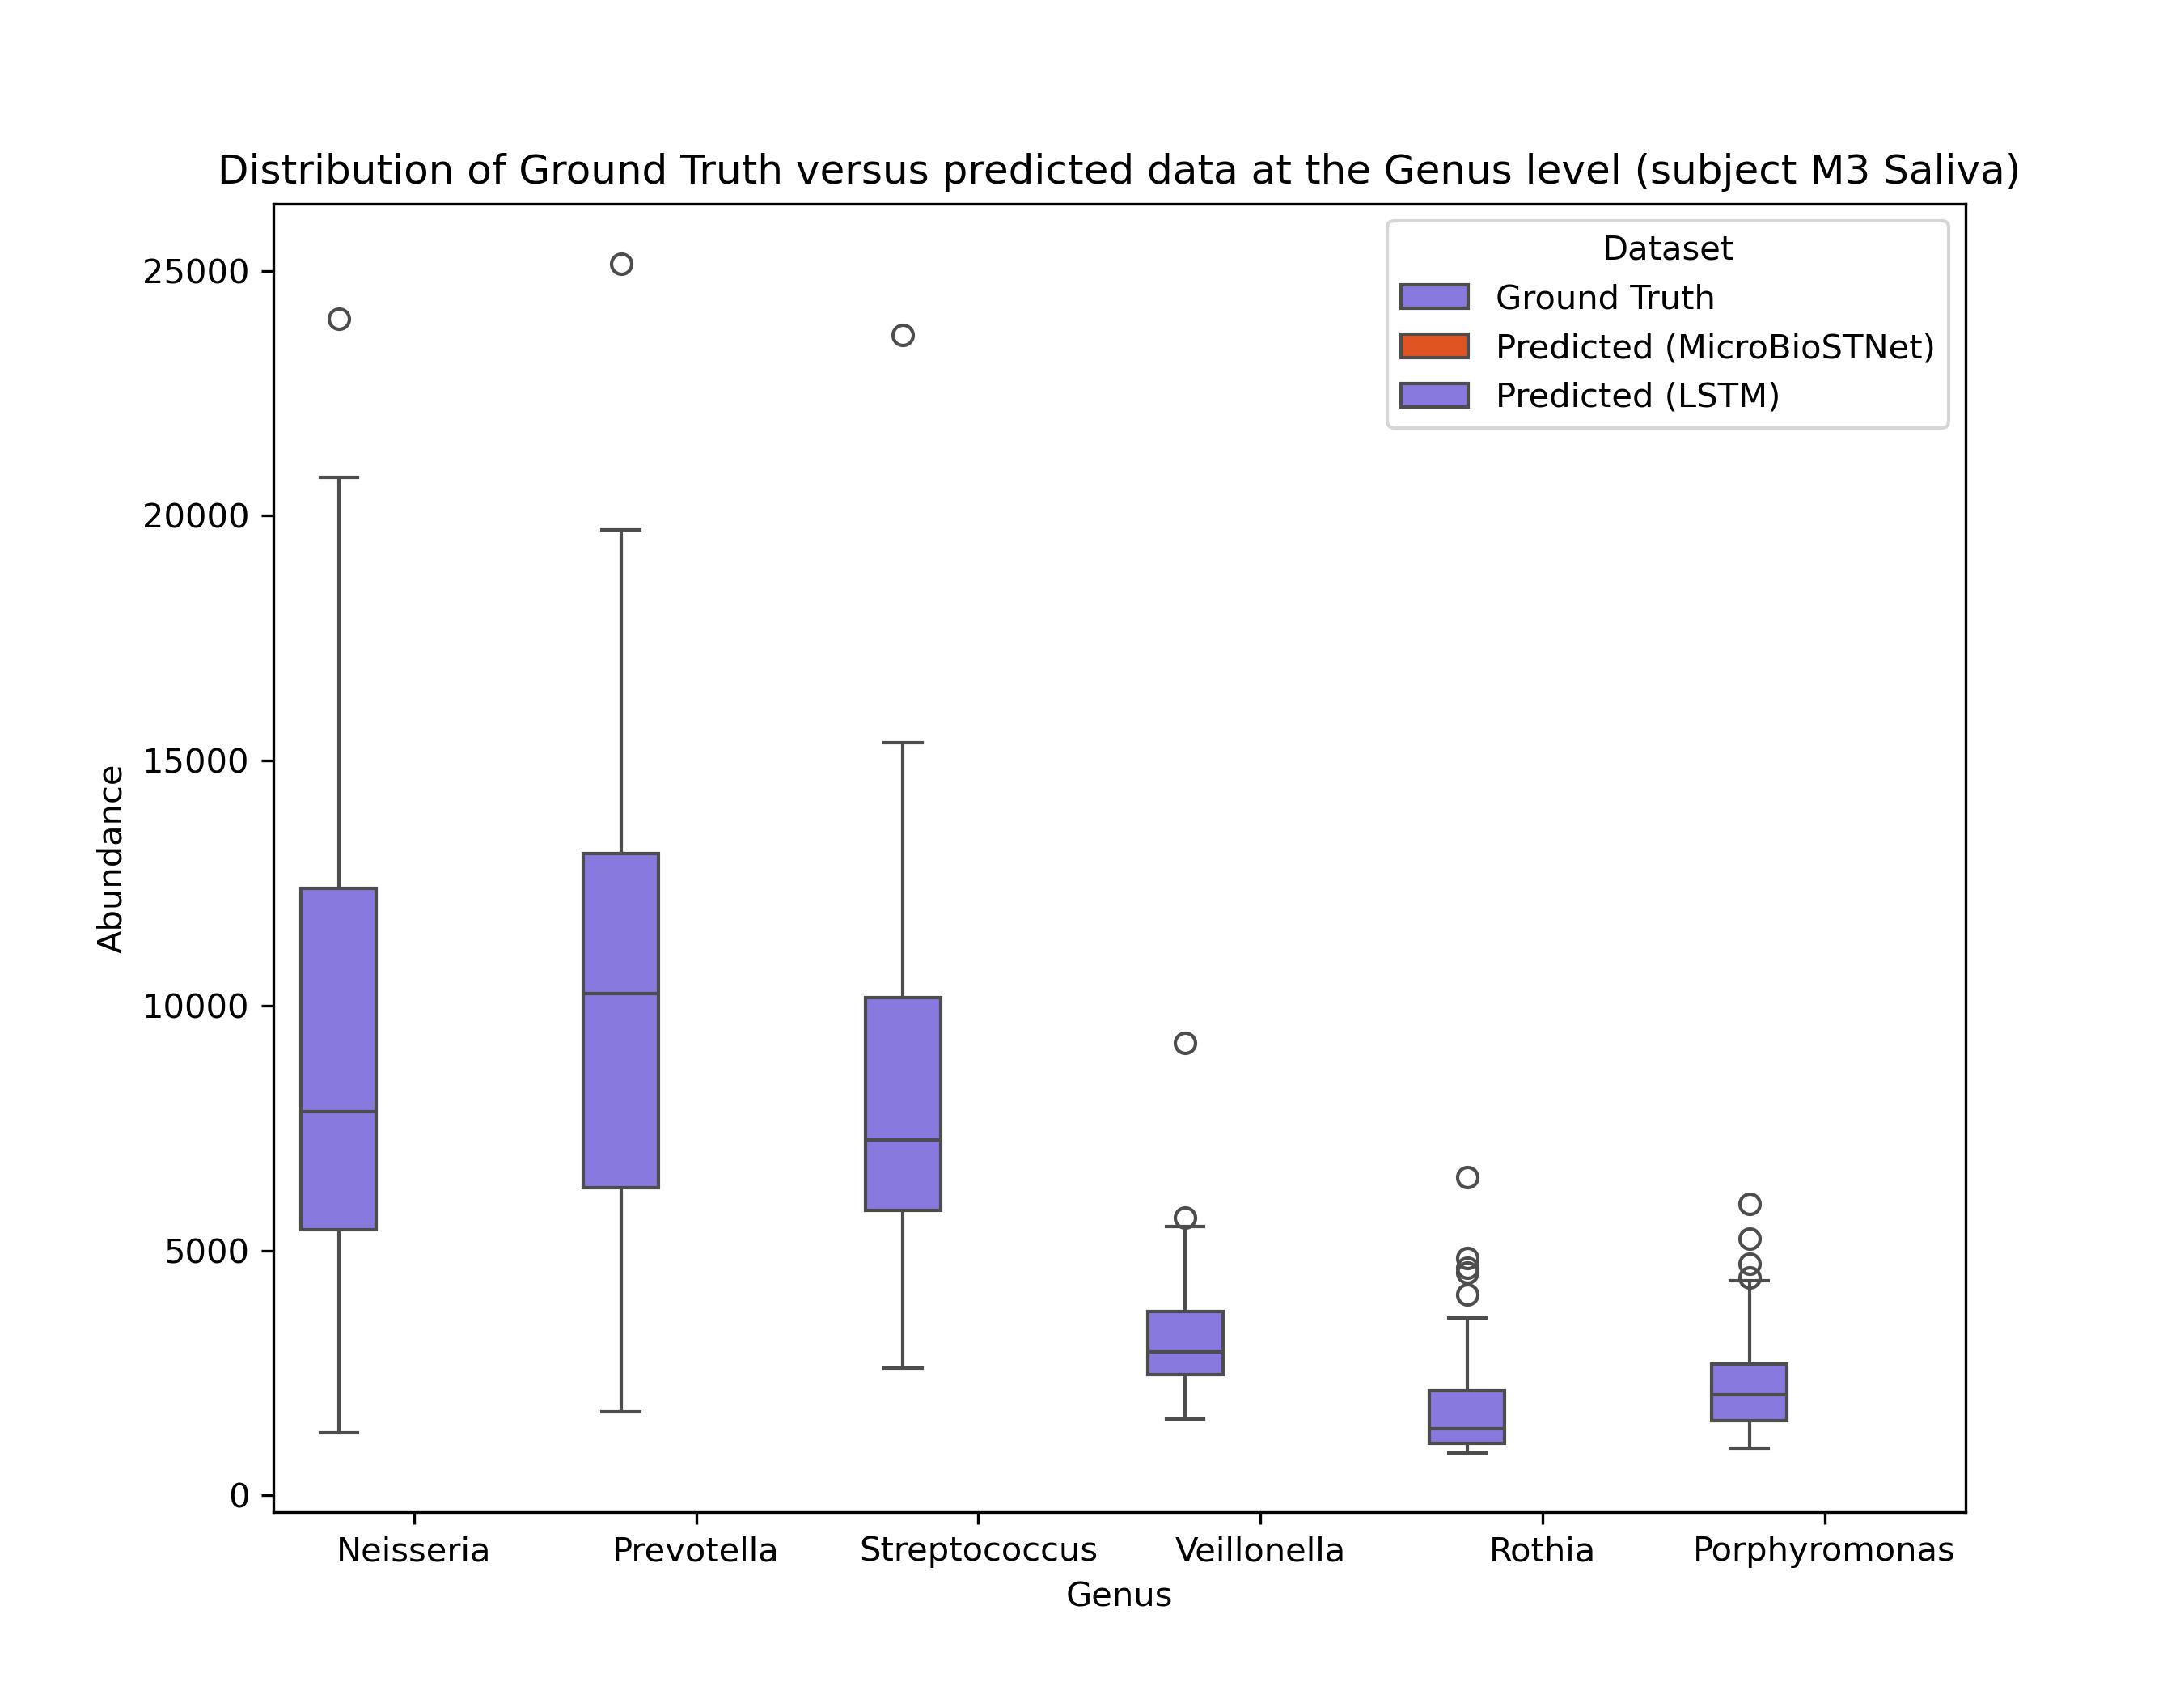 Distribution of Ground Truth versus predicted data at the Genus level (subject M3 Saliva)
Dataset
Ground Truth
Predicted (MicroBioSTNet)
Predicted (LSTM)
25000
20000
15000
10000
5000
0
Abundance
Neisseria Prevotella Streptococcus Veillonella Rothia Porphyromonas
Genus